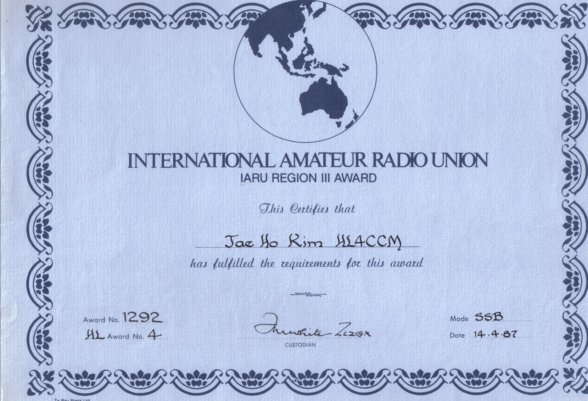 INTERNATIONAL AMATEUR RADIO UNION
IARU REGION III AWARD
This Certifies that
Jae Ho Kim HL4CCM
has fulfilled the requirements for this award
Award No. 1292
HL Award No. 4
CUSTODIAN
Mode SSB
Date 14.4.87